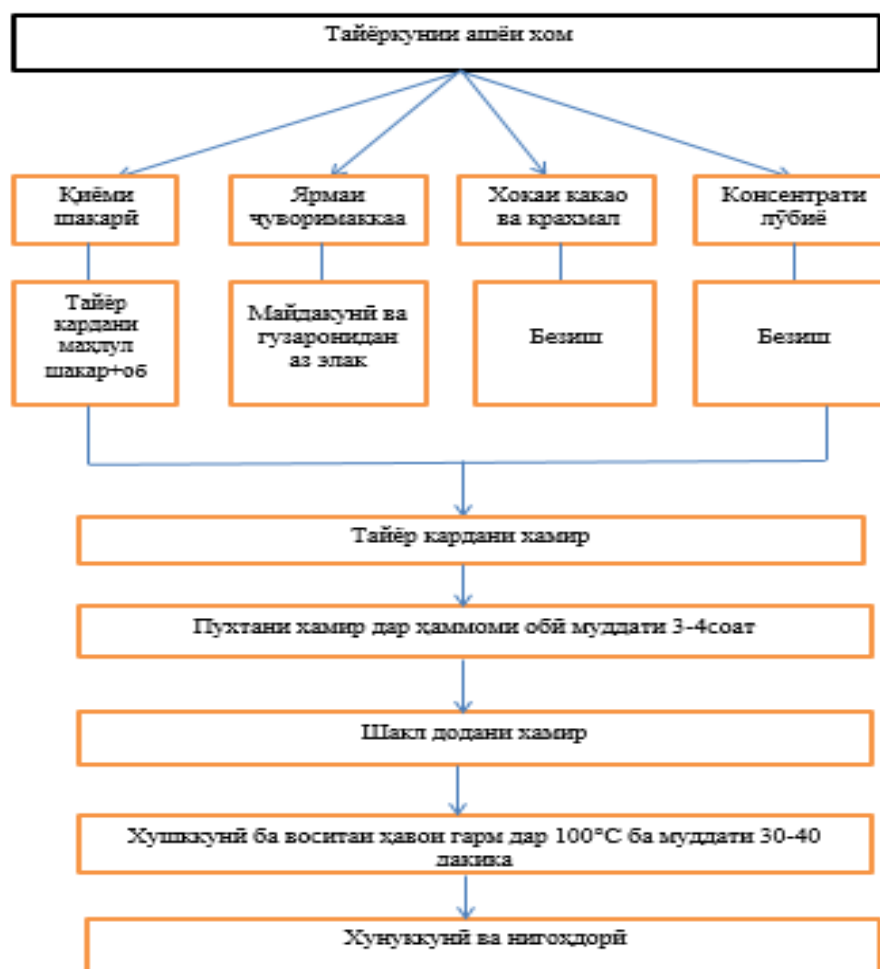 Тайёркунии ашёи хом
Қиёми
шакарӣ
Ярмаи
ҷуворимаккаа
Хокаи какао
ва крахмал
Консентрати
лӯбиё
Тайёр
кардани
маҳлул
шакар+об
Майдакунӣ ва
гузаронидан
аз элак
Безиш
Безиш
Тайёр кардани хамир
Пухтани хамир дар ҳаммоми обӣ муддати 3-4соат
Шакл додани хамир
Хушккунӣ ба воситаи ҳавои гарм дар 100°С ба муддати 30-40
дакика
Хунуккунӣ ва нигоҳдорӣ